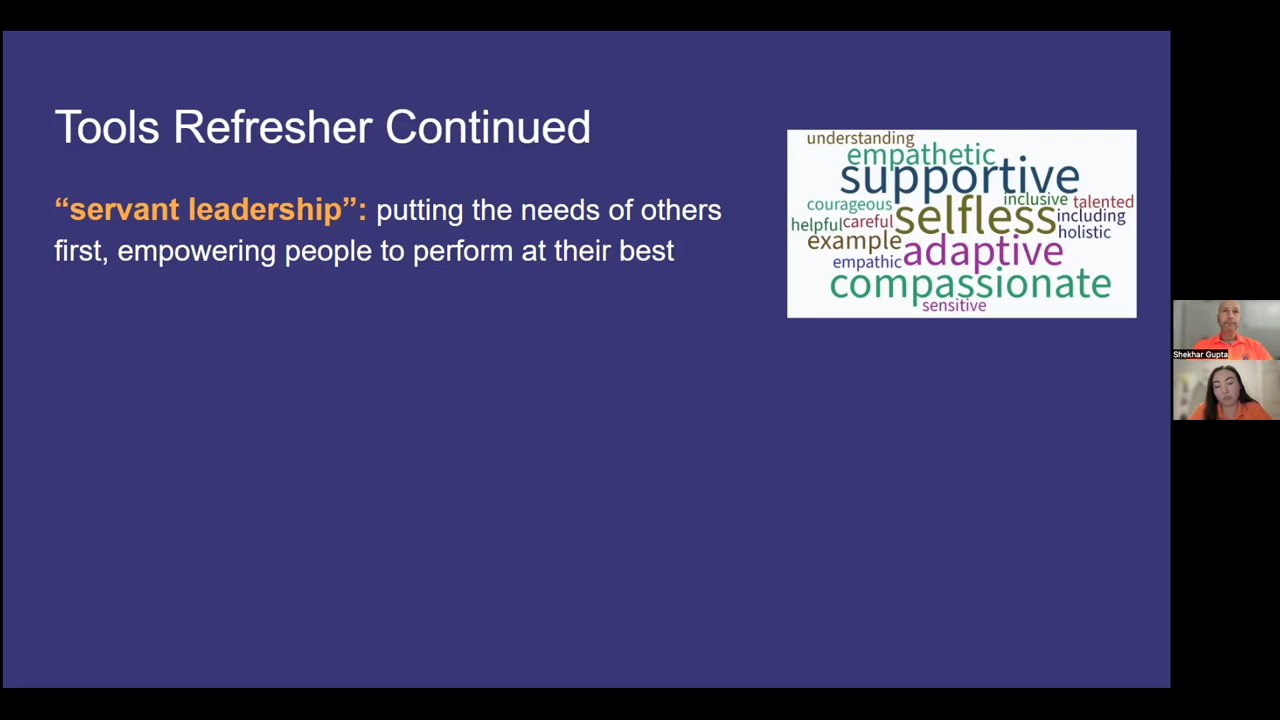 Tools Refresher Continued
“servant leadership”: putting the needs of others
first, empowering people to perform at their best
understanding
empathetic
supportive
courageous
inclusive
talented
helpful
careful
selfless
including
example
holistic
empathic
adaptive
compassionate
sensitive
Shekhar Gupta